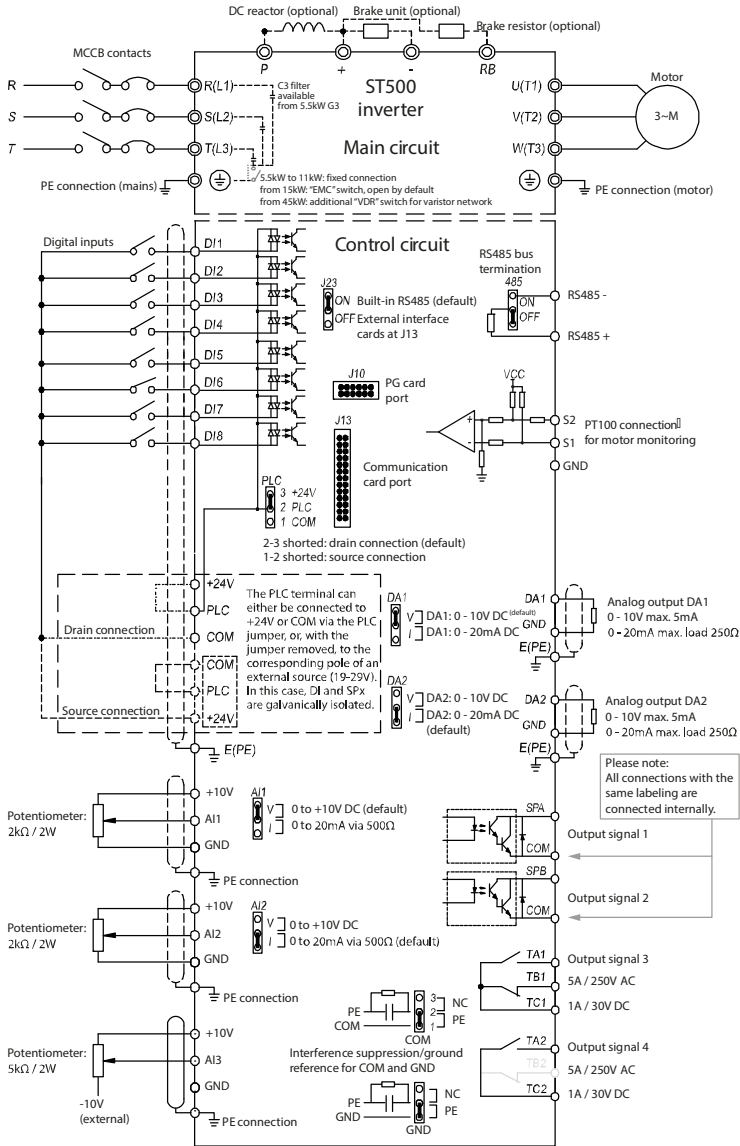 DC reactor (optional)
Brake unit (optional)
Brake resistor (optional)
P
+
-
RB
MCCB contacts
R
S
T
R(L1)
S(L2)
T(L3)
C3 filter
available
from 5.5kW G3
ST500
inverter
Main circuit
U(T1)
V(T2)
W(T3)
Motor
3~M
PE connection (mains)
5.5kW to 11kW: fixed connection
from 15kW: "EMC" switch, open by default
from 45kW: additional "VDR" switch for varistor network
PE connection (motor)
Digital inputs
DI1
DI2
DI3
DI4
DI5
DI6
DI7
DI8
Control circuit
J23
ON Built-in RS485 (default)
OFF External interface
cards at J13
RS485 bus
termination
485
ON
OFF
RS485 -
RS485 +
J10
PG card
port
J13
Communication
card port
VCC
+
-
S2
S1
GND
PT100 connection
for motor monitoring
PLC
3 +24V
2 PLC
1 COM
2-3 shorted: drain connection (default)
1-2 shorted: source connection
+24V
PLC
Drain connection
COM
COM
PLC
Source connection
+24V
E(PE)
The PLC terminal can
either be connected to
+24V or COM via the PLC
jumper, or, with the
jumper removed, to the
corresponding pole of an
external source (19-29V).
In this case, DI and SPx
are galvanically isolated.
DA1
V DA1: 0 - 10V DC (default)
I DA1: 0 - 20mA DC
DA2
V DA2: 0 - 10V DC
I DA2: 0 - 20mA DC
(default)
DA1
GND
E(PE)
Analog output DA1
0 - 10V max. 5mA
0 - 20mA max. load 250Ω
DA2
GND
E(PE)
Analog output DA2
0 - 10V max. 5mA
0 - 20mA max. load 250Ω
Please note:
All connections with the
same labeling are
connected internally.
Potentiometer:
2kΩ / 2W
+10V
AI1
GND
PE connection
AI1
V 0 to +10V DC (default)
I 0 to 20mA via 500Ω
SPA
COM
Output signal 1
SPB
COM
Output signal 2
Potentiometer:
2kΩ / 2W
+10V
AI2
GND
PE connection
AI2
V 0 to +10V DC
I 0 to 20mA via 500Ω (default)
TA1
TB1
TC1
Output signal 3
5A / 250V AC
1A / 30V DC
PE
COM
3
2
1
NC
PE
COM
Interference suppression/ground
reference for COM and GND
PE
GND
NC
PE
GND
TA2
TB2
TC2
Output signal 4
5A / 250V AC
1A / 30V DC
Potentiometer:
5kΩ / 2W
-10V
(external)
+10V
AI3
GND
PE connection